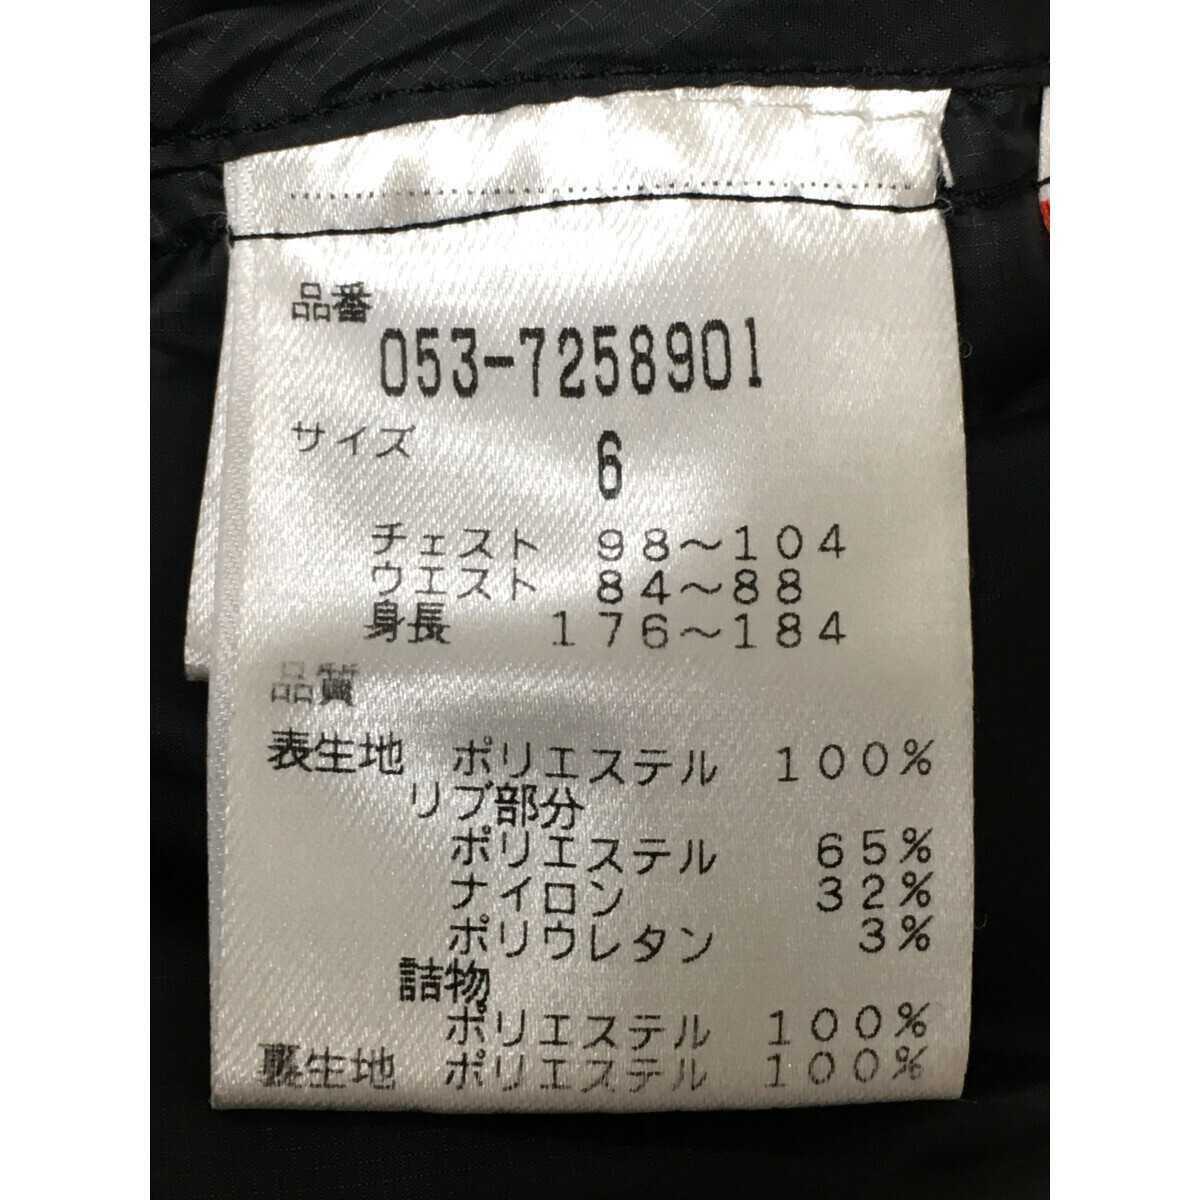 品番
053-7258901
サイズ 6
チェスト 98～104
ウエスト 84～88
身長 176～184
品質
表生地 ポリエステル 100%
リブ部分
ポリエステル 65%
ナイロン 32%
ポリウレタン 3%
詰物
ポリエステル 100%
裏生地 ポリエステル 100%